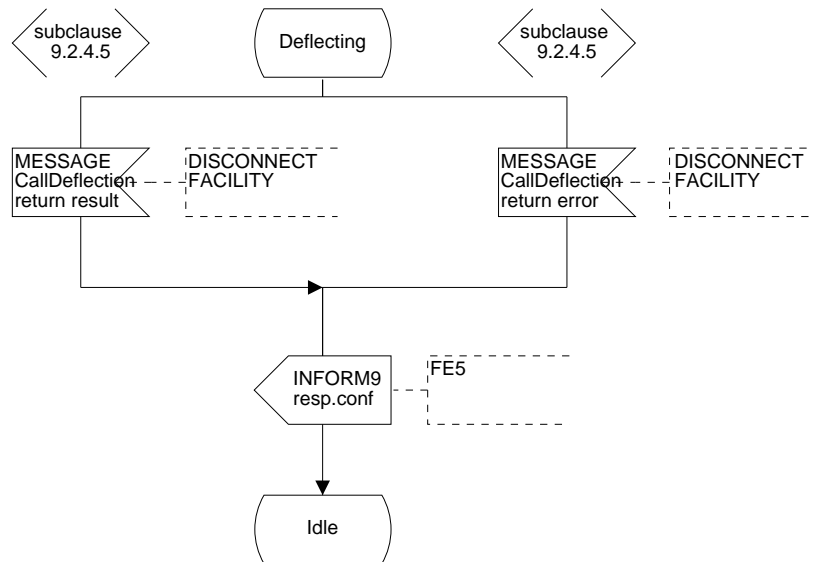 subclause
9.2.4.5
Deflecting
subclause
9.2.4.5
MESSAGE
CallDeflection
return result
DISCONNECT
FACILITY
MESSAGE
CallDeflection
return error
DISCONNECT
FACILITY
INFORM9
resp.conf
FE5
Idle